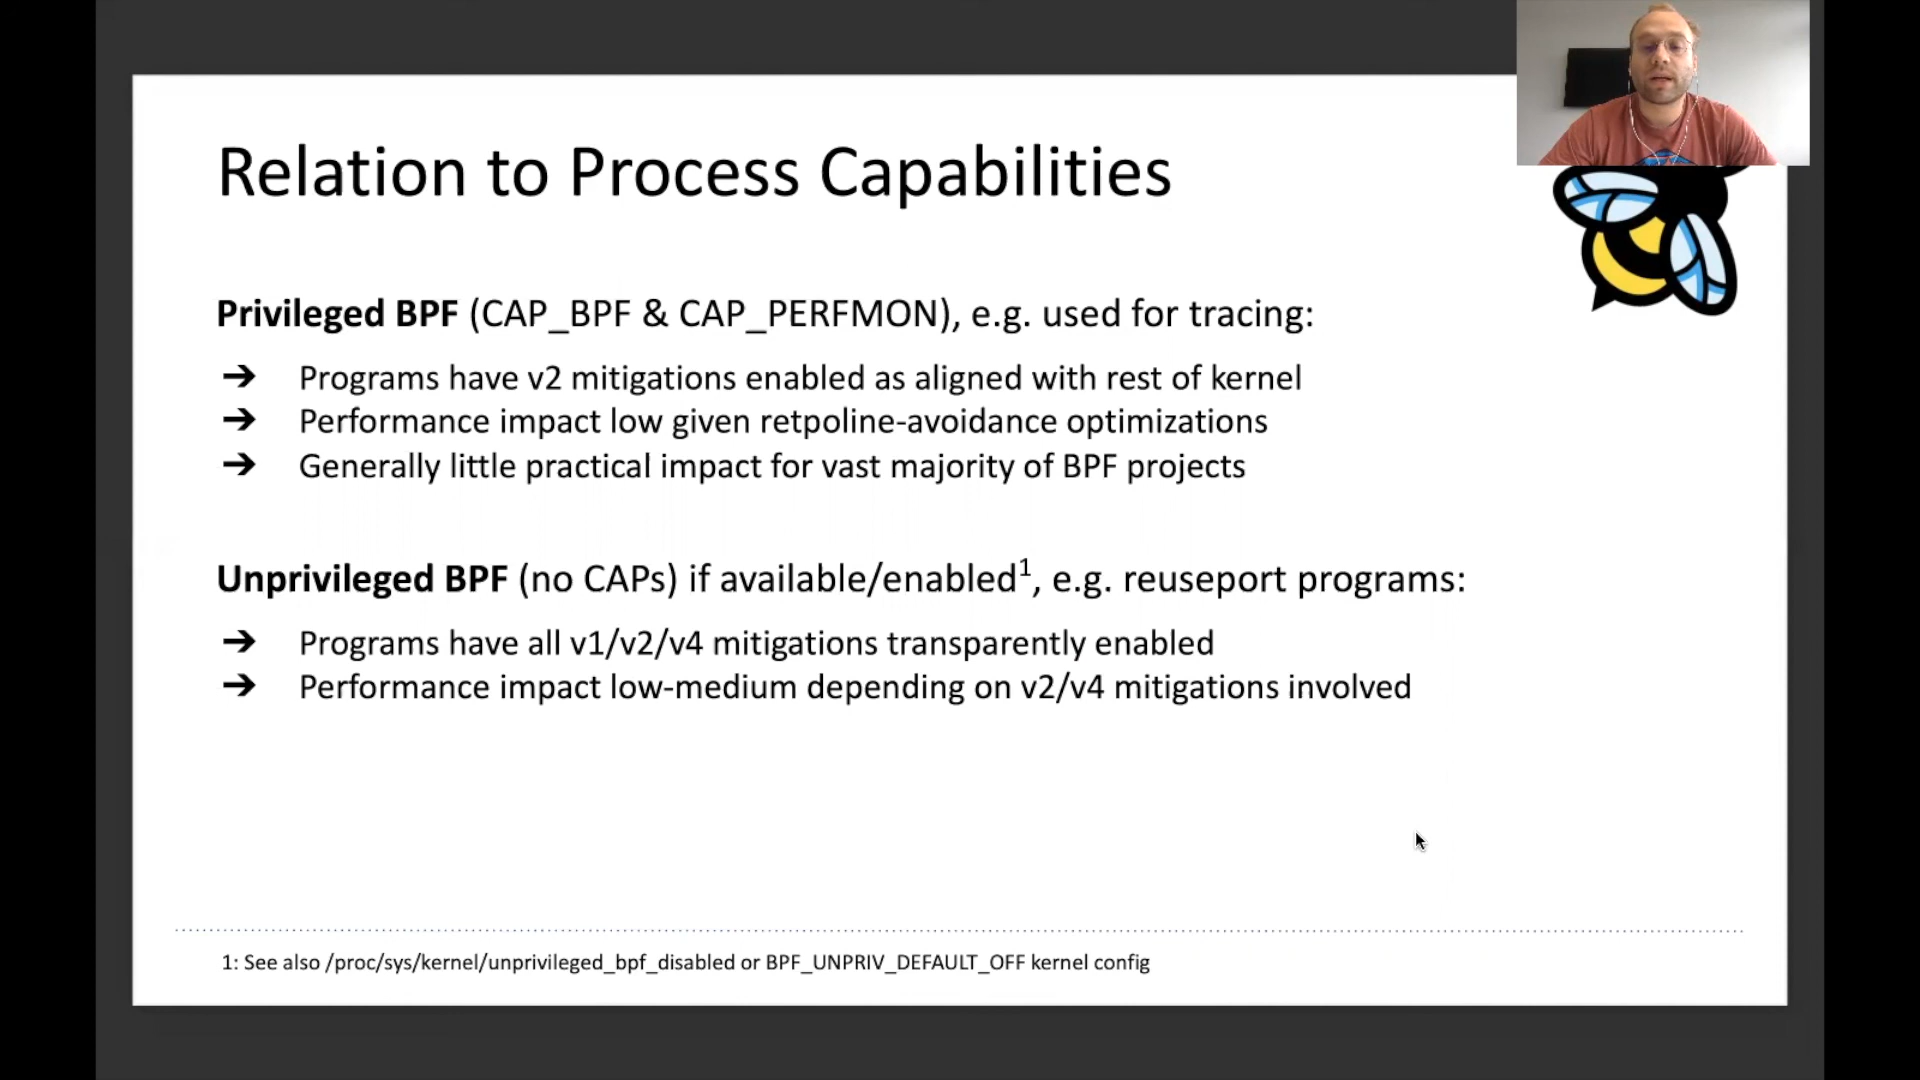 Relation to Process Capabilities
Privileged BPF (CAP_BPF & CAP_PERFMON), e.g. used for tracing:
➔ Programs have v2 mitigations enabled as aligned with rest of kernel
➔ Performance impact low given retpoline-avoidance optimizations
➔ Generally little practical impact for vast majority of BPF projects
Unprivileged BPF (no CAPs) if available/enabled¹, e.g. reuseport programs:
➔ Programs have all v1/v2/v4 mitigations transparently enabled
➔ Performance impact low-medium depending on v2/v4 mitigations involved
1: See also /proc/sys/kernel/unprivileged_bpf_disabled or BPF_UNPRIV_DEFAULT_OFF kernel config